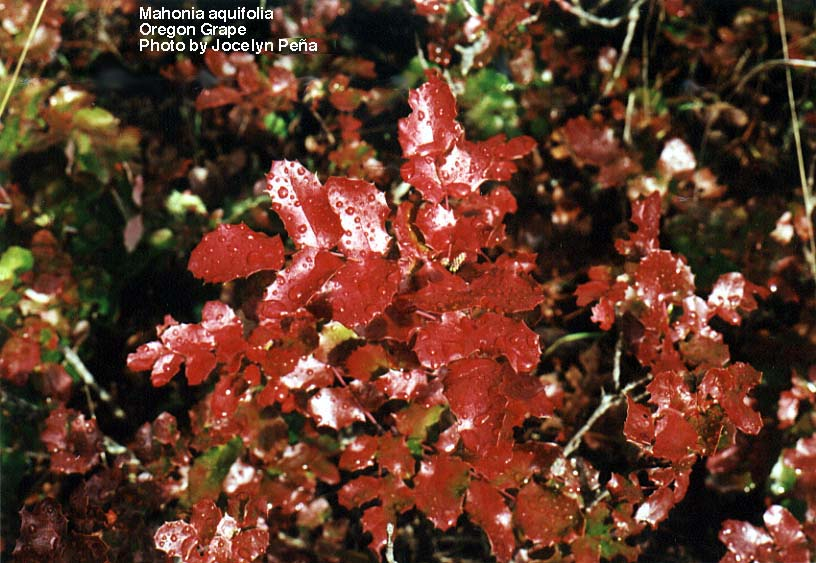 Mahonia aquifolia
Oregon Grape
Photo by Jocelyn Peña